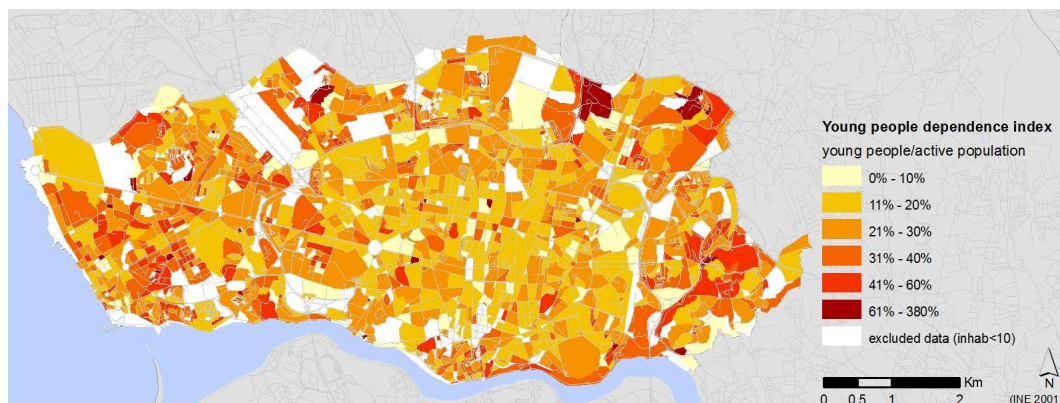 Young people dependence index
young people/active population
0% - 10%
11% - 20%
21% - 30%
31% - 40%
41% - 60%
61% - 380%
excluded data (inhab<10)
Km
N
0 0.5 1 2
(INE 2001